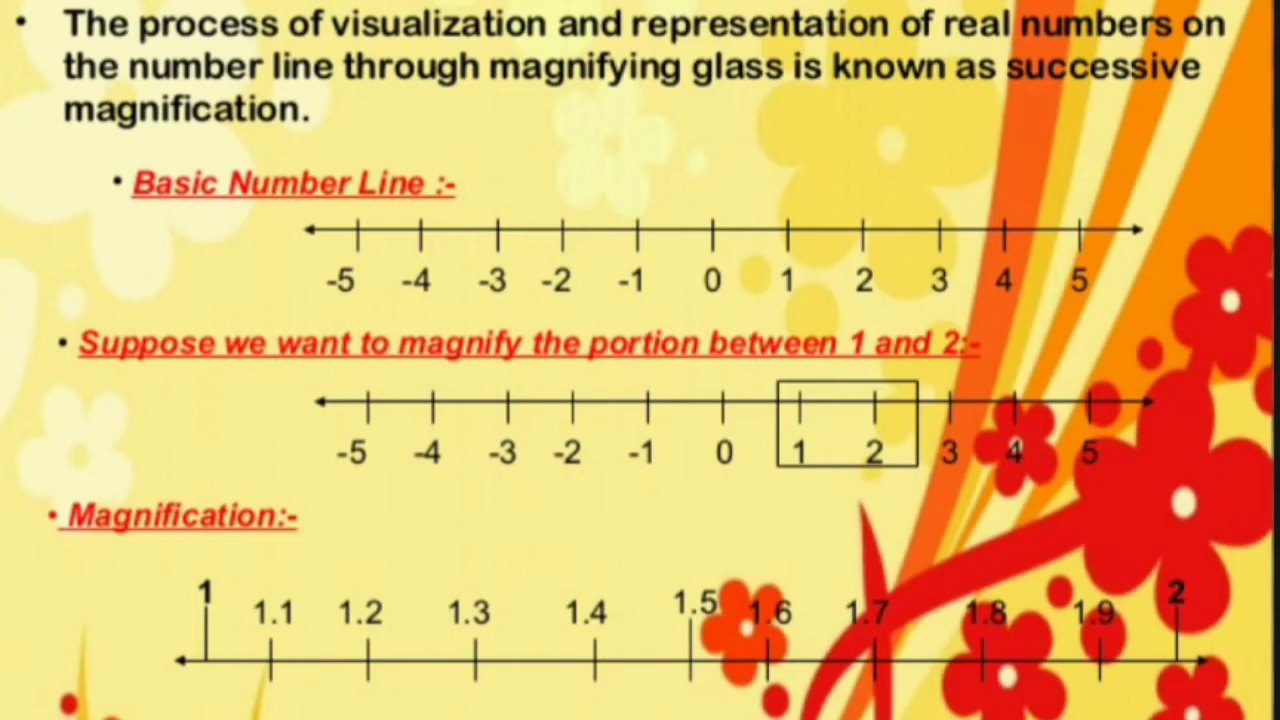 • The process of visualization and representation of real numbers on
the number line through magnifying glass is known as successive
magnification.
• Basic Number Line :-
-5 -4 -3 -2 -1 0 1 2 3 4 5
• Suppose we want to magnify the portion between 1 and 2:-
-5 -4 -3 -2 -1 0 1 2 3 4 5
• Magnification:-
1 1.1 1.2 1.3 1.4 1.5 1.6 1.7 1.8 1.9 2